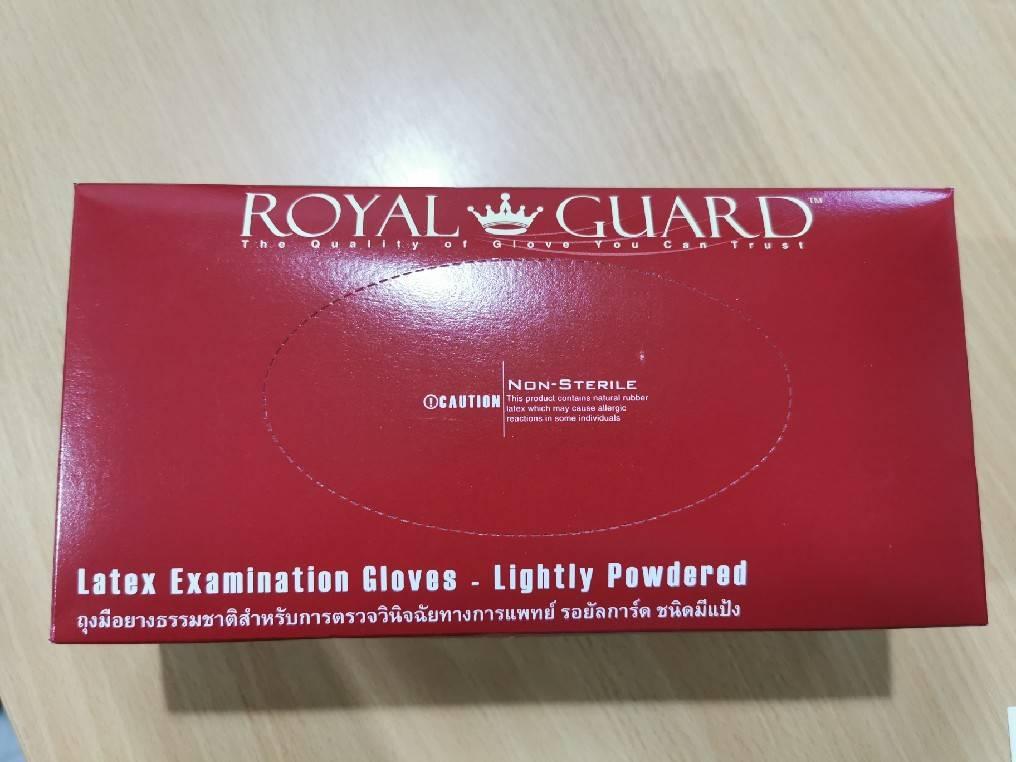 ROYAL GUARD™
The Quality of Glove You Can Trust
NON-STERILE
CAUTION
This product contains natural rubber
latex which may cause allergic
reactions in some individuals
Latex Examination Gloves - Lightly Powdered
ถุงมือยางธรรมชาติสำหรับการตรวจวินิจฉัยทางการแพทย์ รอยัลการ์ด ชนิดมีแป้ง